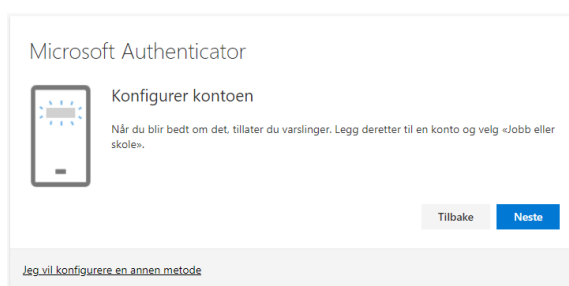 Microsoft Authenticator
Konfigurer kontoen
Når du blir bedt om det, tillater du varslinger. Legg deretter til en konto og velg «Jobb eller
skole».
Tilbake
Neste
Jeg vil konfigurere en annen metode